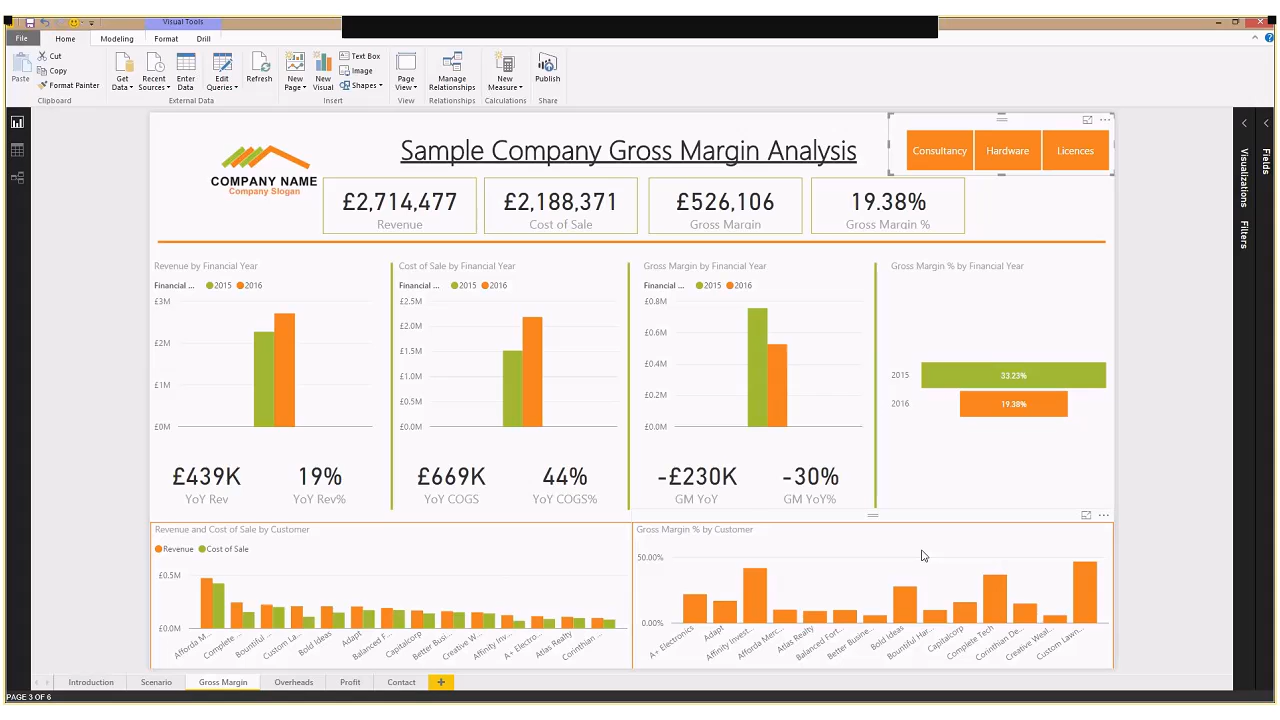 Visual Tools
File Home Modeling Format Drill
Paste
Cut
Copy
Format Painter
Clipboard
Get Data
Recent Sources
Enter Data
Edit Queries
External Data
Refresh
New Page
New Visual
Text Box
Image
Shapes
Insert
Page View
View
Manage Relationships
Relationships
New Measure
Calculations
Publish
Share
COMPANY NAME
Company Slogan
Sample Company Gross Margin Analysis
Consultancy Hardware Licences
£2,714,477
Revenue
£2,188,371
Cost of Sale
£526,106
Gross Margin
19.38%
Gross Margin %
Visualizations
Filters
Fields
Revenue by Financial Year
Financial ... 2015 2016
£3M
£2M
£1M
£0M
£439K
YoY Rev
19%
YoY Rev%
Cost of Sale by Financial Year
Financial ... 2015 2016
£2.5M
£2.0M
£1.5M
£1.0M
£0.5M
£0.0M
£669K
YoY COGS
44%
YoY COGS%
Gross Margin by Financial Year
Financial ... 2015 2016
£0.8M
£0.6M
£0.4M
£0.2M
£0.0M
-£230K
GM YoY
-30%
GM YoY%
Gross Margin % by Financial Year
2015 33.23%
2016 19.38%
Revenue and Cost of Sale by Customer
Revenue Cost of Sale
£0.5M
£0.0M
Afforda M...
Complete ...
Bountiful ...
Custom La...
Bold Ideas
Adapt
Balanced F...
Capitalcorp
Better Busi...
Creative W...
Affinity Inv...
A+ Electro...
Atlas Realty
Corinthian ...
Gross Margin % by Customer
50.00%
0.00%
A+ Electronics
Adapt
Affinity Invest...
Afforda Merc...
Atlas Realty
Balanced Fort...
Better Busine...
Bold Ideas
Bountiful Har...
Capitalcorp
Complete Tech
Corinthian De...
Creative Weal...
Custom Lawn...
Introduction Scenario Gross Margin Overheads Profit Contact +
PAGE 3 OF 6